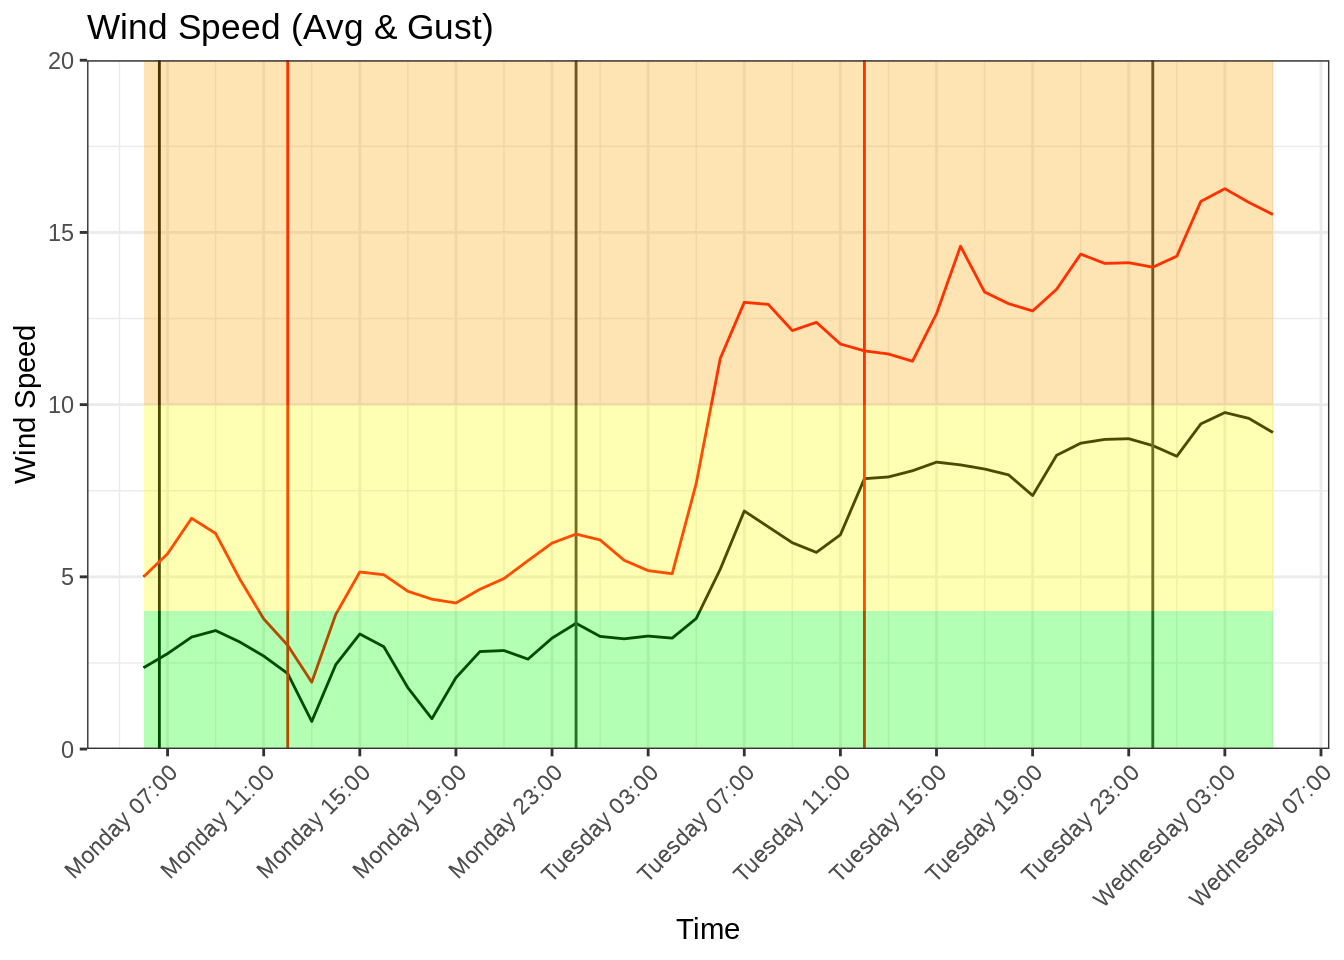 Wind Speed (Avg & Gust)
20
15
10
5
0
Wind Speed
Monday 07:00
Monday 11:00
Monday 15:00
Monday 19:00
Monday 23:00
Tuesday 03:00
Tuesday 07:00
Tuesday 11:00
Tuesday 15:00
Tuesday 19:00
Tuesday 23:00
Wednesday 03:00
Wednesday 07:00
Time